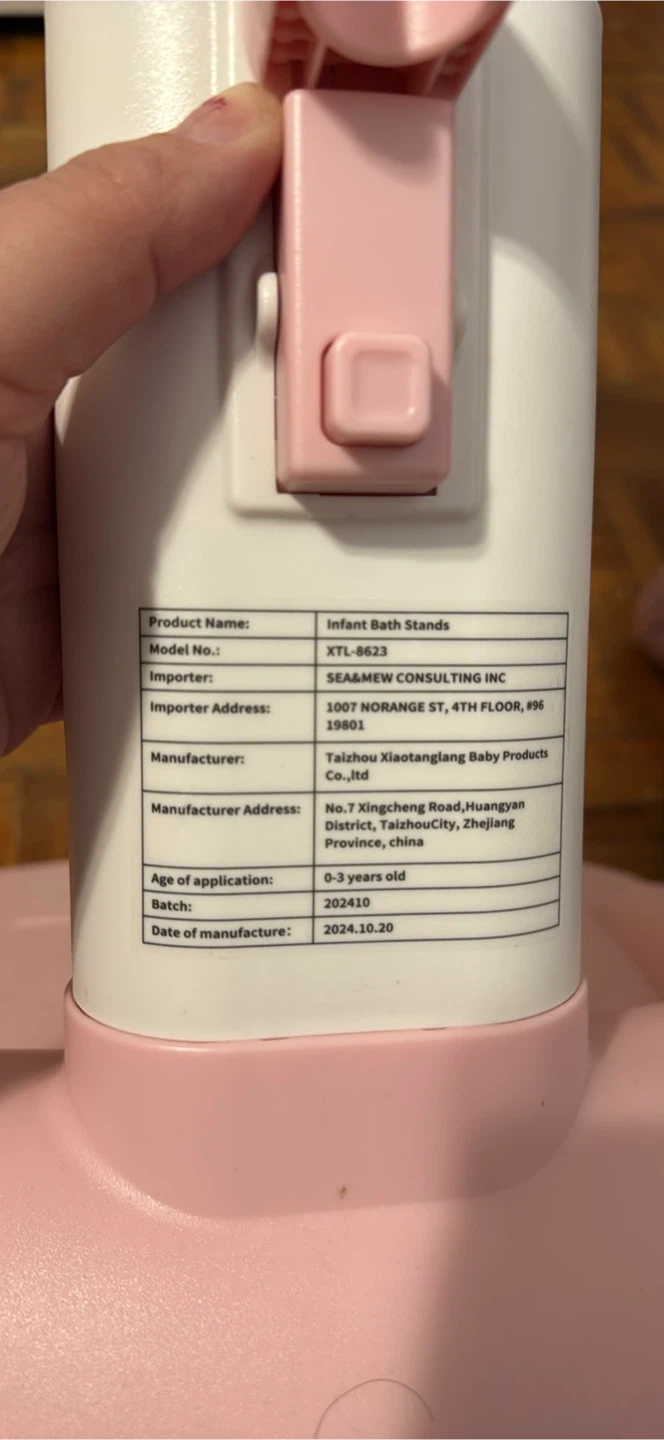 Product Name: Infant Bath Stands
Model No.: XTL-8623
Importer: SEA&MEW CONSULTING INC
Importer Address: 1007 NORANGE ST, 4TH FLOOR, #96
19801
Manufacturer: Taizhou Xiaotanglang Baby Products
Co.,ltd
Manufacturer Address: No.7 Xingcheng Road,Huangyan
District, TaizhouCity, Zhejiang
Province, china
Age of application: 0-3 years old
Batch: 202410
Date of manufacture: 2024.10.20